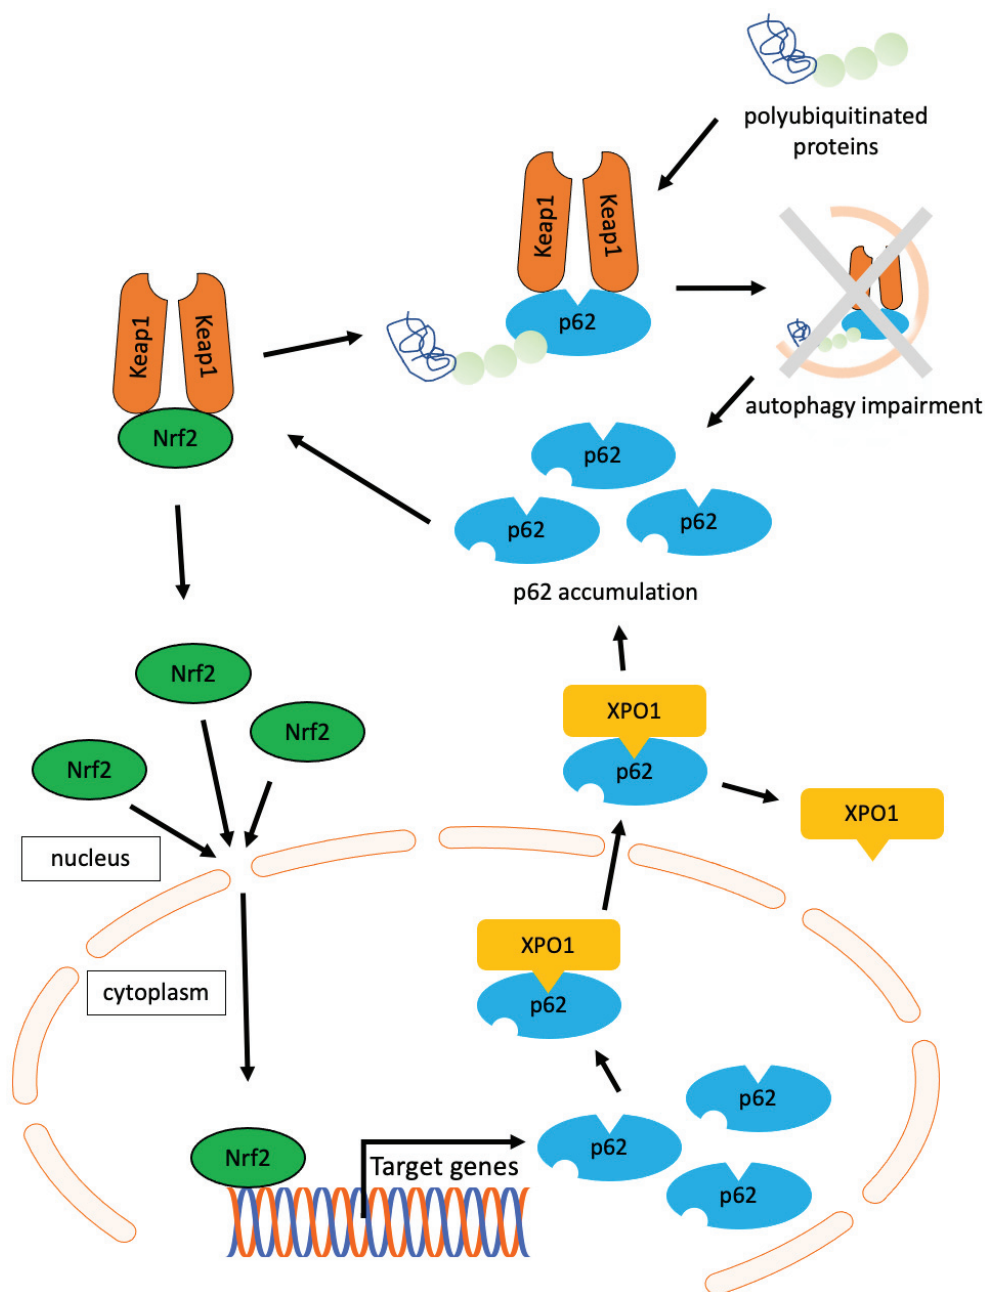 polyubiquitinated
proteins
Keap1
Keap1
p62
autophagy impairment
Keap1
Keap1
Nrf2
p62
p62
p62
p62 accumulation
Nrf2
Nrf2
Nrf2
XPO1
p62
XPO1
nucleus
cytoplasm
XPO1
p62
p62
p62
p62
Nrf2
Target genes